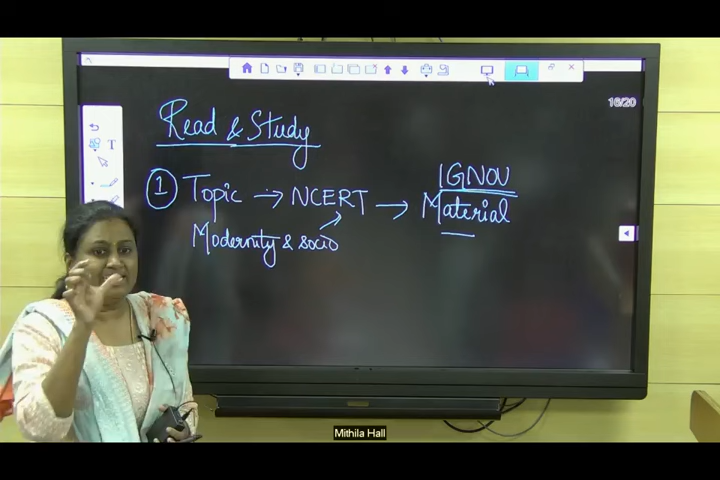 16/20
Read & Study
IGNOU
① Topic → NCERT → Material
Modernity & socio
T
Mithila Hall